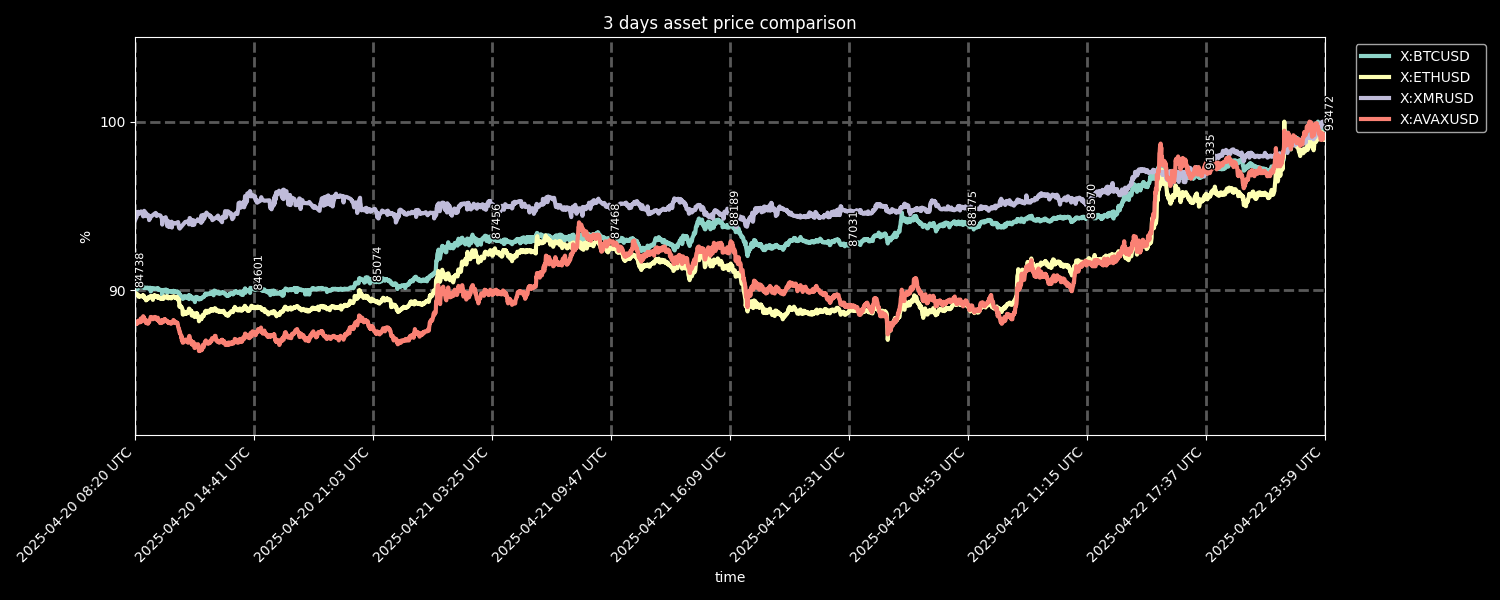 3 days asset price comparison
X:BTCUSD
X:ETHUSD
X:XMRUSD
X:AVAXUSD
%
100
90
84738
84601
85074
87456
87468
88189
87031
88175
88570
91335
93472
2025-04-20 08:20 UTC
2025-04-20 14:41 UTC
2025-04-20 21:03 UTC
2025-04-21 03:25 UTC
2025-04-21 09:47 UTC
2025-04-21 16:09 UTC
2025-04-21 22:31 UTC
2025-04-22 04:53 UTC
2025-04-22 11:15 UTC
2025-04-22 17:37 UTC
2025-04-22 23:59 UTC
time